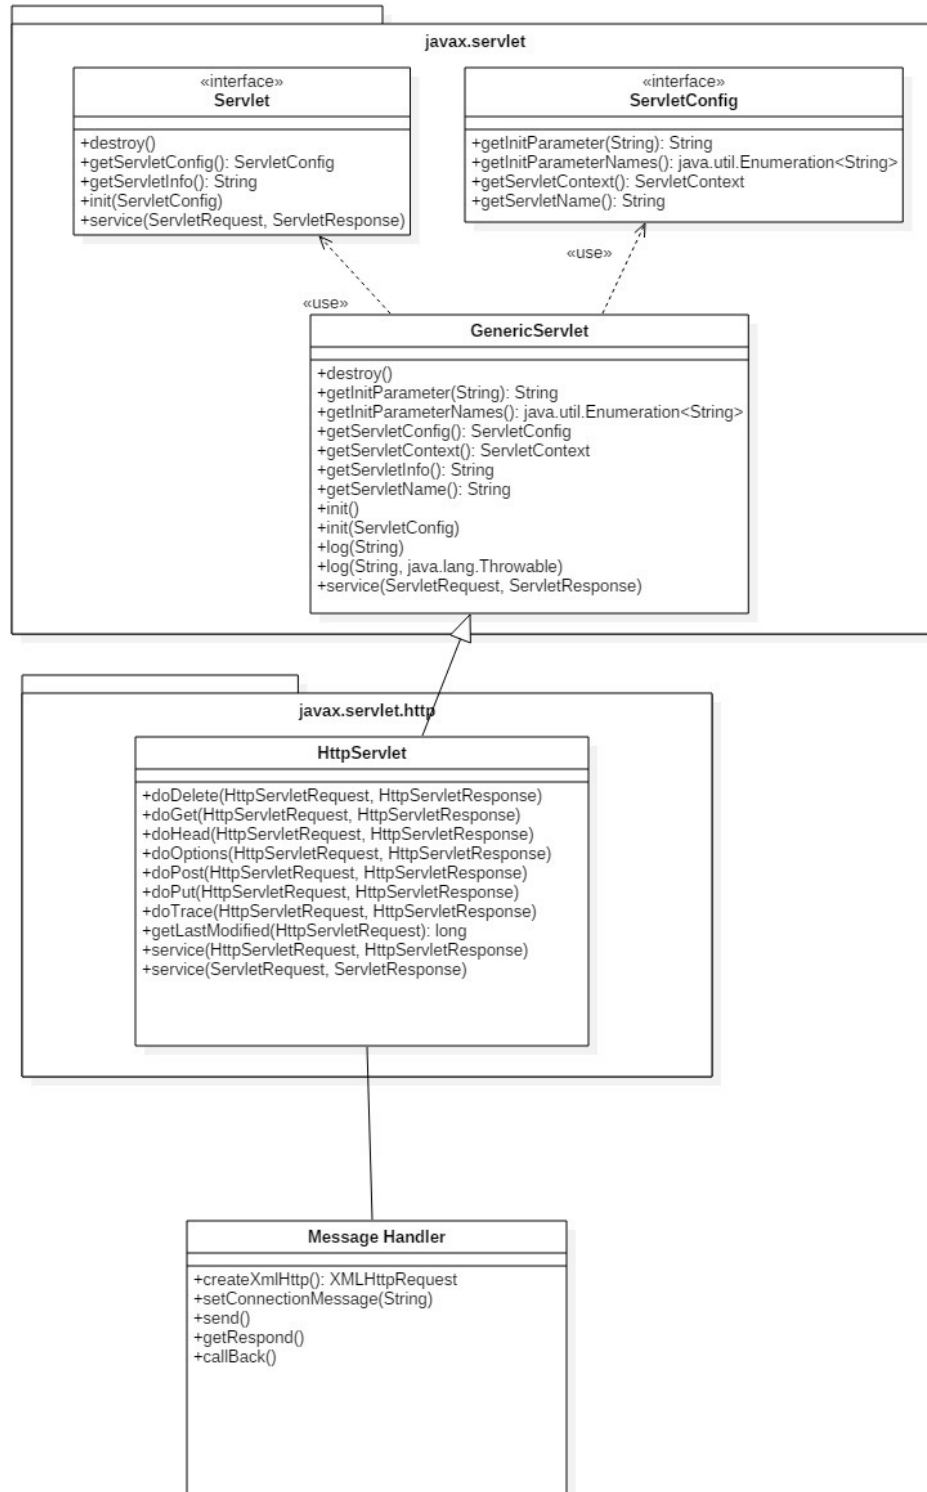 javax.servlet
«interface»
Servlet
+destroy()
+getServletConfig(): ServletConfig
+getServletInfo(): String
+init(ServletConfig)
+service(ServletRequest, ServletResponse)
«interface»
ServletConfig
+getInitParameter(String): String
+getInitParameterNames(): java.util.Enumeration<String>
+getServletContext(): ServletContext
+getServletName(): String
«use»
«use»
GenericServlet
+destroy()
+getInitParameter(String): String
+getInitParameterNames(): java.util.Enumeration<String>
+getServletConfig(): ServletConfig
+getServletContext(): ServletContext
+getServletInfo(): String
+getServletName(): String
+init()
+init(ServletConfig)
+log(String)
+log(String, java.lang.Throwable)
+service(ServletRequest, ServletResponse)
javax.servlet.http
HttpServlet
+doDelete(HttpServletRequest, HttpServletResponse)
+doGet(HttpServletRequest, HttpServletResponse)
+doHead(HttpServletRequest, HttpServletResponse)
+doOptions(HttpServletRequest, HttpServletResponse)
+doPost(HttpServletRequest, HttpServletResponse)
+doPut(HttpServletRequest, HttpServletResponse)
+doTrace(HttpServletRequest, HttpServletResponse)
+getLastModified(HttpServletRequest): long
+service(HttpServletRequest, HttpServletResponse)
+service(ServletRequest, ServletResponse)
Message Handler
+createXmlHttp(): XMLHttpRequest
+setConnectionMessage(String)
+send()
+getRespond()
+callBack()